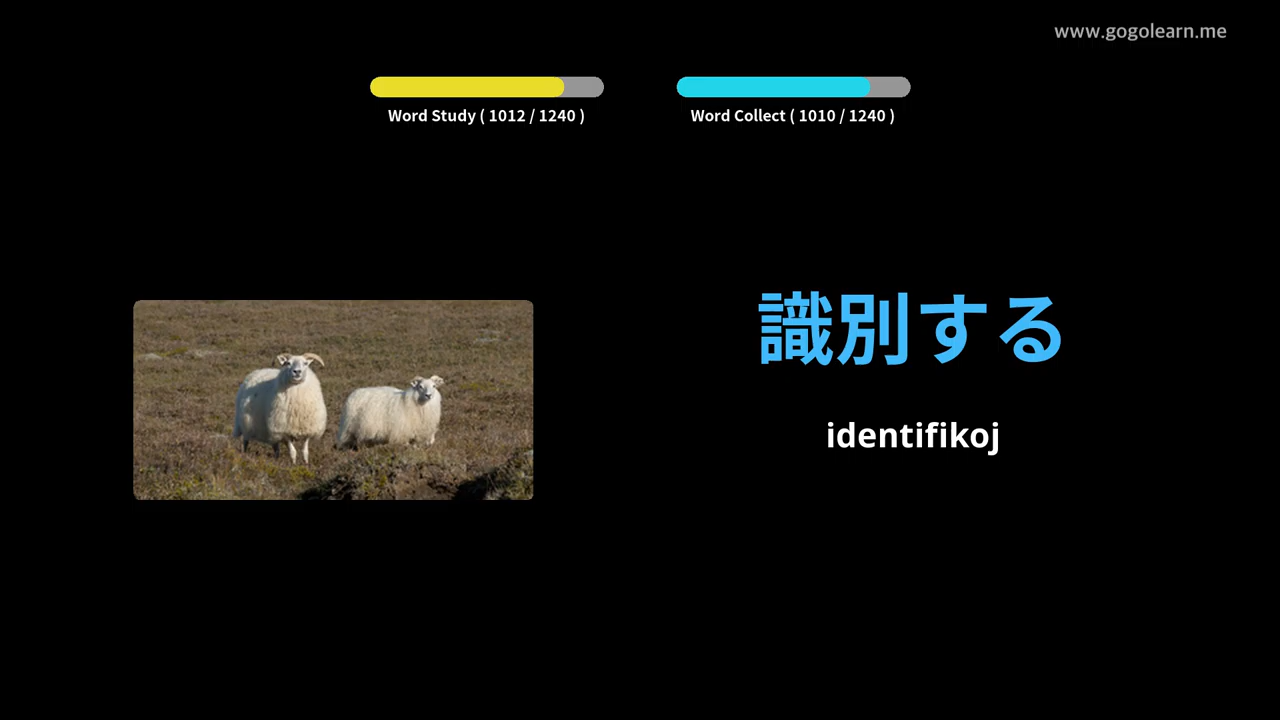 www.gogolearn.me
Word Study ( 1012 / 1240 )
Word Collect ( 1010 / 1240 )
識別する
identifikoj